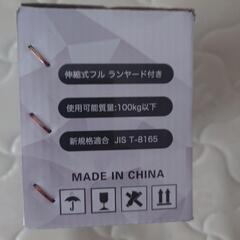 伸縮式フル ランヤード付き
使用可能質量:100kg以下
新規格適合 JIS T-8165
MADE IN CHINA